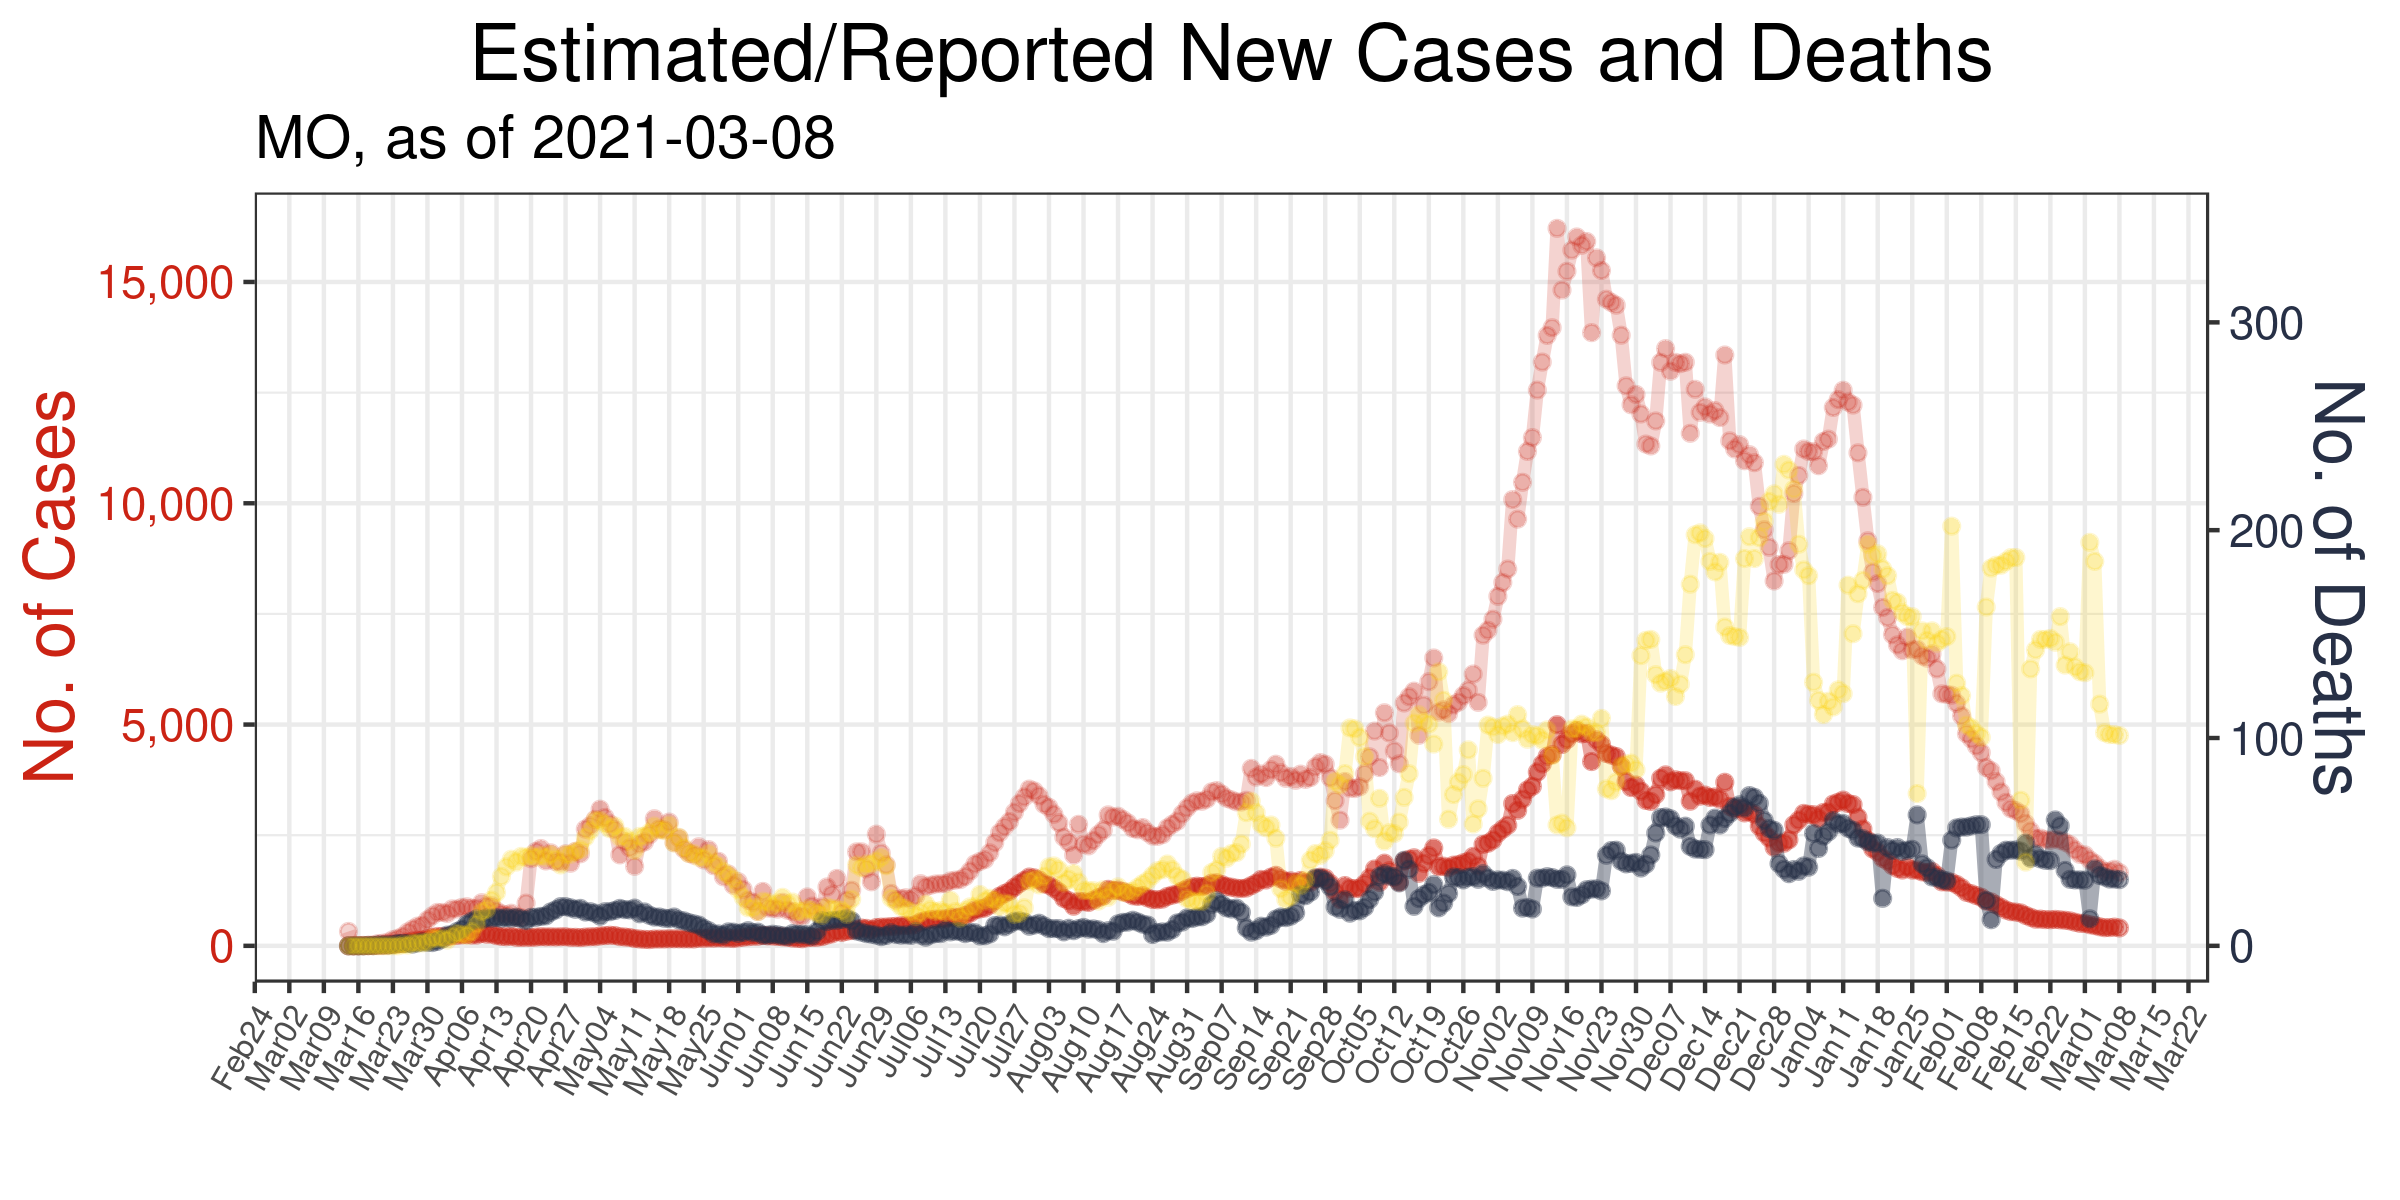 Estimated/Reported New Cases and Deaths
MO, as of 2021-03-08
No. of Cases
15,000
10,000
5,000
0
300
200
100
0
No. of Deaths
Feb24
Mar02
Mar09
Mar16
Mar23
Mar30
Apr06
Apr13
Apr20
Apr27
May04
May11
May18
May25
Jun01
Jun08
Jun15
Jun22
Jun29
Jul06
Jul13
Jul20
Jul27
Aug03
Aug10
Aug17
Aug24
Aug31
Sep07
Sep14
Sep21
Sep28
Oct05
Oct12
Oct19
Oct26
Nov02
Nov09
Nov16
Nov23
Nov30
Dec07
Dec14
Dec21
Dec28
Jan04
Jan11
Jan18
Jan25
Feb01
Feb08
Feb15
Feb22
Mar01
Mar08
Mar15
Mar22